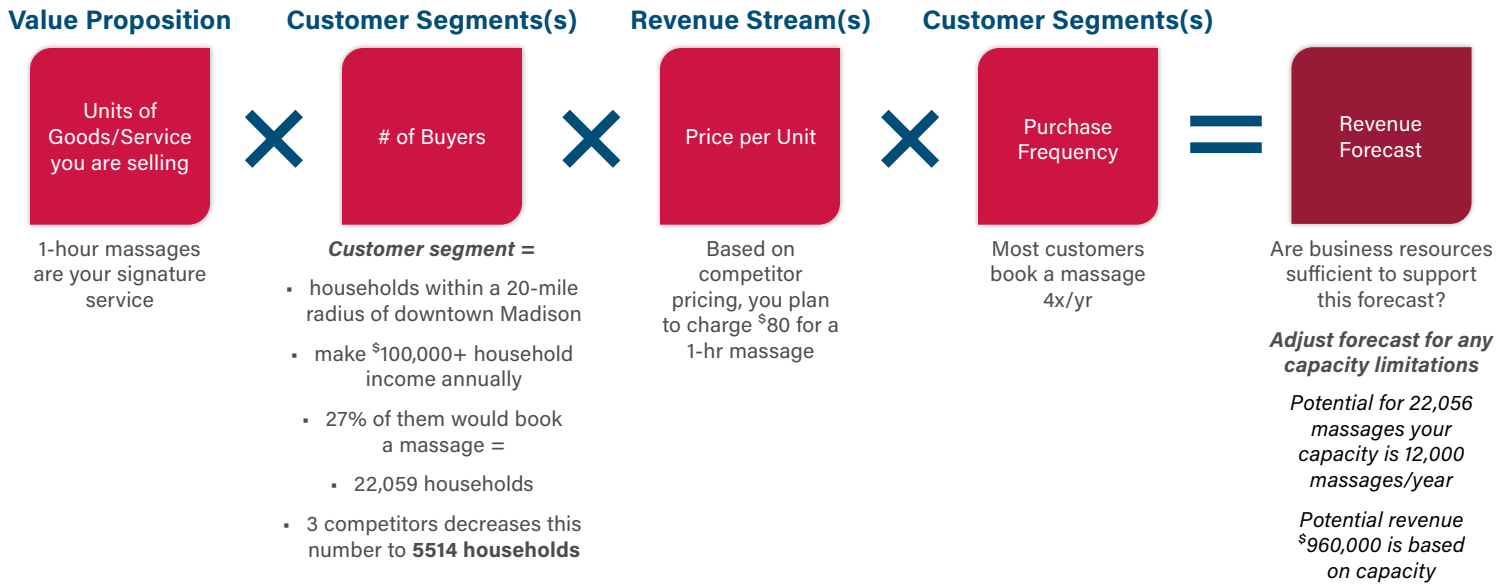 Value Proposition
Units of
Goods/Service
you are selling
1-hour massages
are your signature
service
Customer Segments(s)
# of Buyers
Customer segment =
▪ households within a 20-mile
radius of downtown Madison
▪ make $100,000+ household
income annually
▪ 27% of them would book
a massage =
▪ 22,059 households
▪ 3 competitors decreases this
number to 5514 households
Revenue Stream(s)
Price per Unit
Based on
competitor
pricing, you plan
to charge $80 for a
1-hr massage
Customer Segments(s)
Purchase
Frequency
Most customers
book a massage
4x/yr
Revenue
Forecast
Are business resources
sufficient to support
this forecast?
Adjust forecast for any
capacity limitations
Potential for 22,056
massages your
capacity is 12,000
massages/year
Potential revenue
$960,000 is based
on capacity